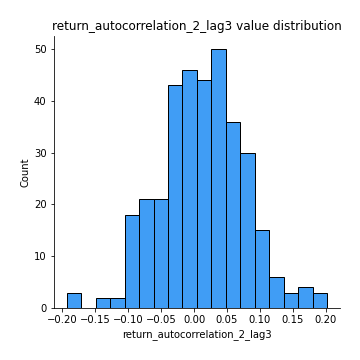 return_autocorrelation_2_lag3 value distribution
50
40
30
20
10
0
Count
−0.20 −0.15 −0.10 −0.05 0.00 0.05 0.10 0.15 0.20
return_autocorrelation_2_lag3